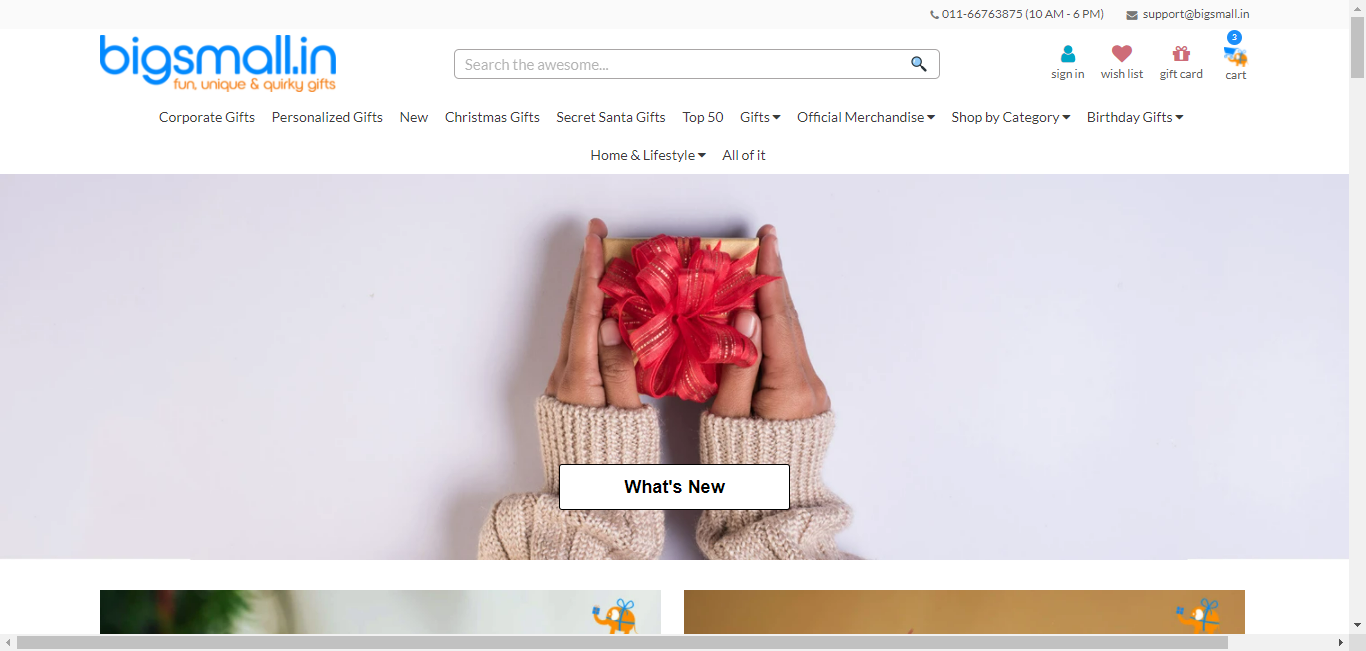 011-66763875 (10 AM - 6 PM) support@bigsmall.in
bigsmall.in
fun, unique & quirky gifts
Search the awesome...
sign in wish list gift card 3 cart
Corporate Gifts Personalized Gifts New Christmas Gifts Secret Santa Gifts Top 50 Gifts Official Merchandise Shop by Category Birthday Gifts
Home & Lifestyle All of it
What's New